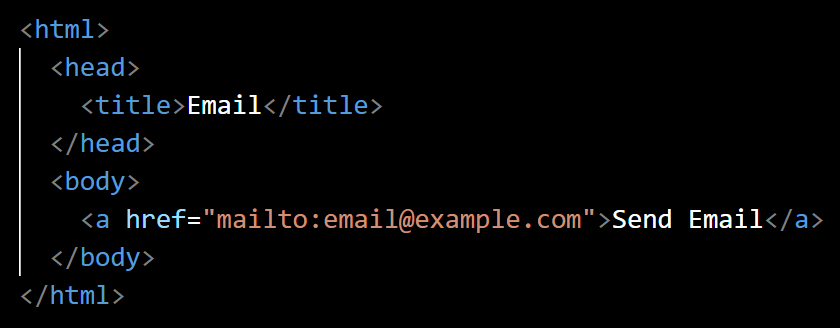 <html>
  <head>
    <title>Email</title>
  </head>
  <body>
    <a href="mailto:email@example.com">Send Email</a>
  </body>
</html>